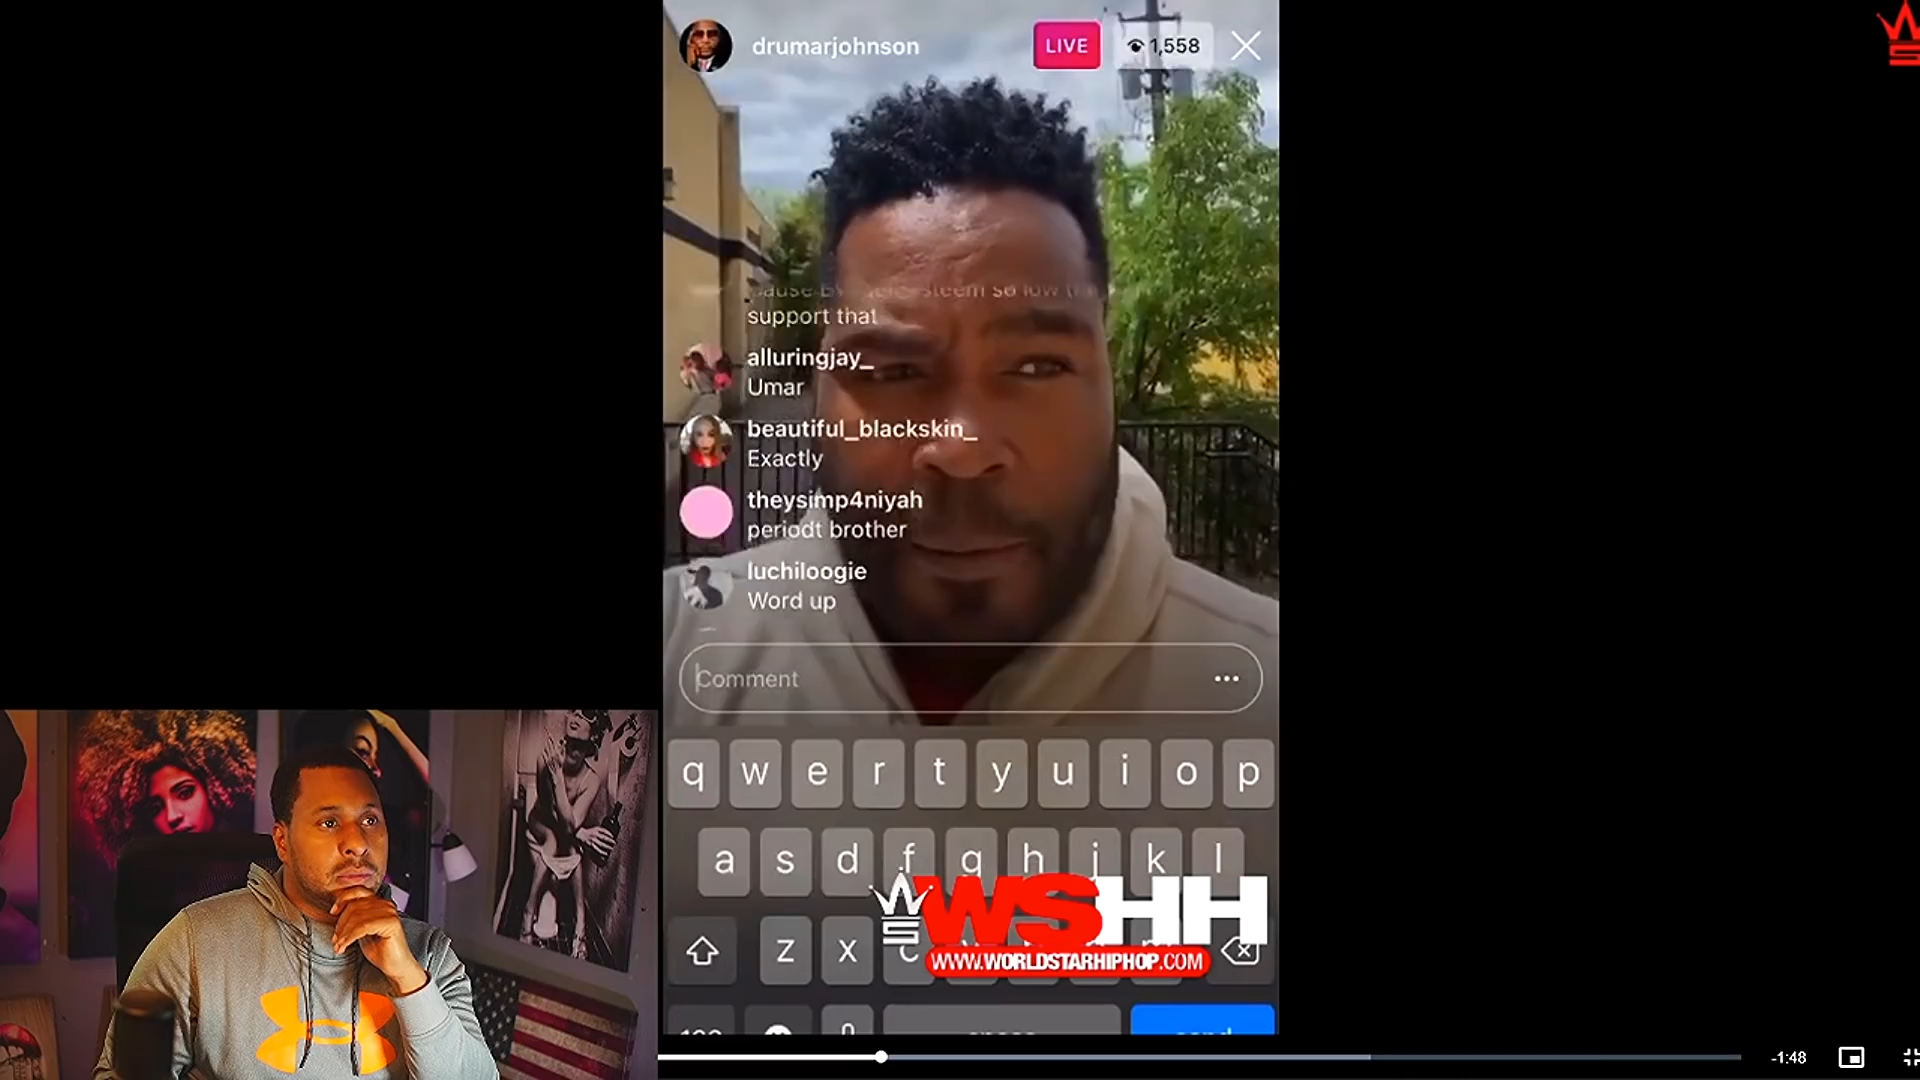 drumarjohnson
LIVE
1,558
support that
alluringjay_
Umar
beautiful_blackskin_
Exactly
theysimp4niyah
periodt brother
luchiloogie
Word up
Comment
q w e r t y u i o p
a s d f g h j k l
z x c
WSHH
WWW.WORLDSTARHIPHOP.COM
-1:48